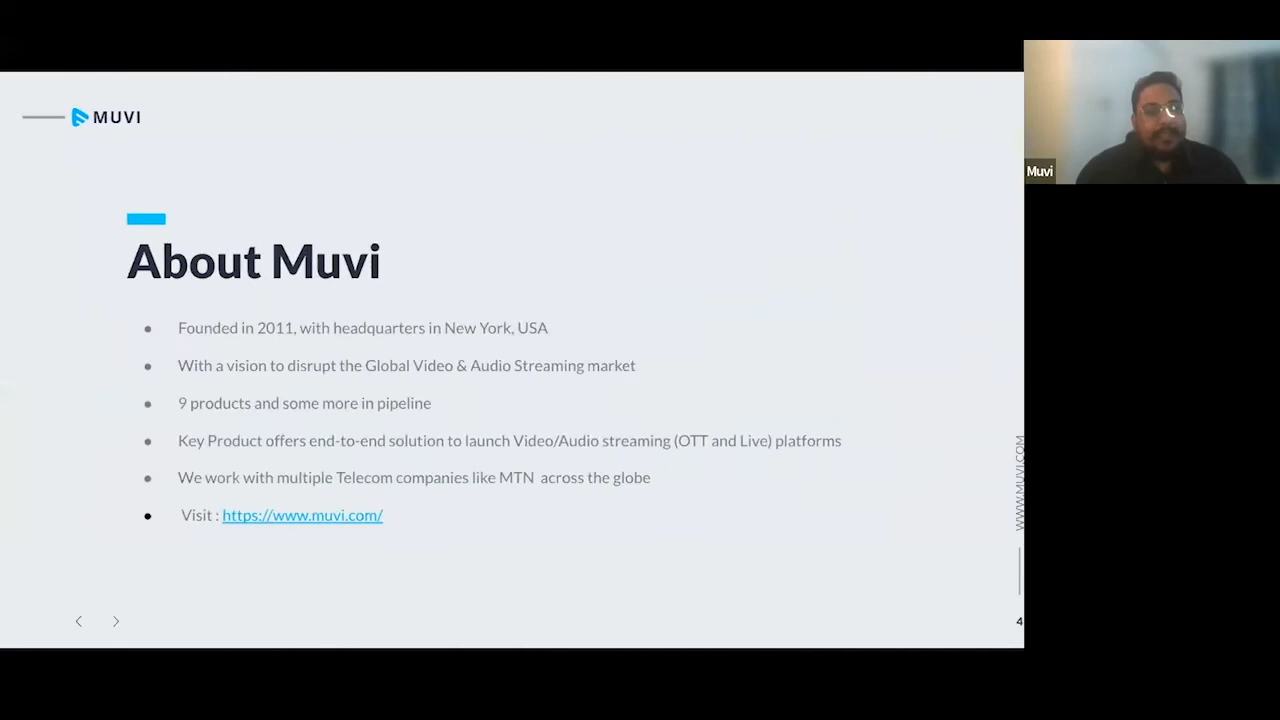 MUVI
Muvi
About Muvi
Founded in 2011, with headquarters in New York, USA
With a vision to disrupt the Global Video & Audio Streaming market
9 products and some more in pipeline
Key Product offers end-to-end solution to launch Video/Audio streaming (OTT and Live) platforms
We work with multiple Telecom companies like MTN across the globe
Visit : https://www.muvi.com/
WWW.MUVI.COM
4